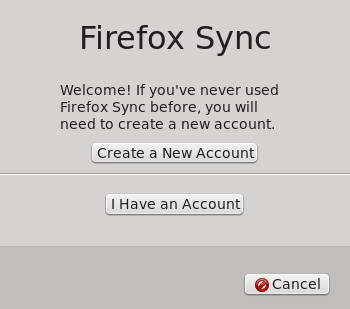 Firefox Sync
Welcome! If you've never used
Firefox Sync before, you will
need to create a new account.
Create a New Account
I Have an Account
Cancel